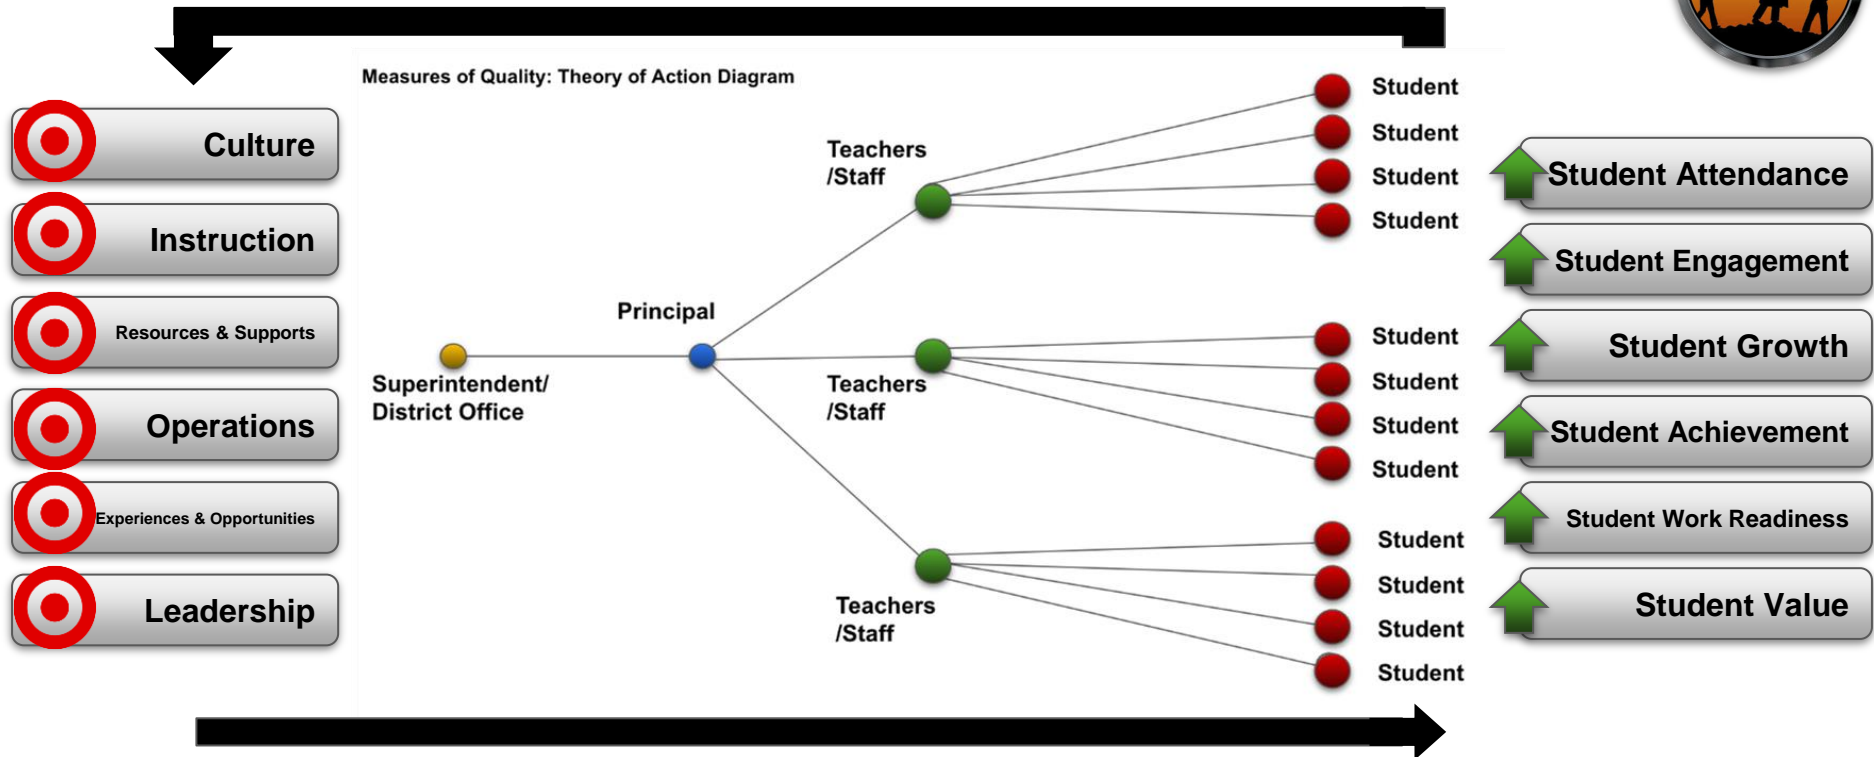 Measures of Quality: Theory of Action Diagram
Culture
Instruction
Resources & Supports
Operations
Experiences & Opportunities
Leadership
Superintendent/
District Office
Principal
Teachers
/Staff
Teachers
/Staff
Teachers
/Staff
Student
Student
Student
Student
Student
Student
Student
Student
Student
Student
Student
Student
Student Attendance
Student Engagement
Student Growth
Student Achievement
Student Work Readiness
Student Value